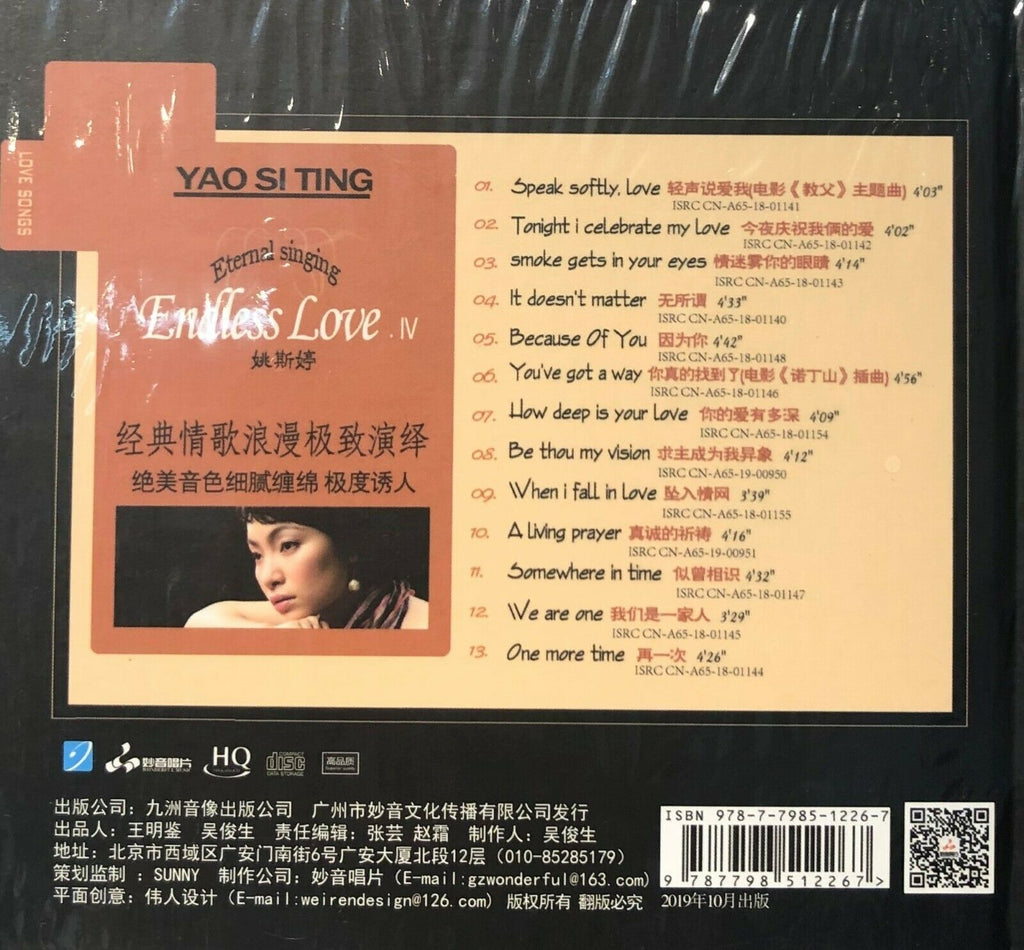 LOVE SONGS
YAO SI TING
Eternal singing
Endless Love . IV
姚斯婷
经典情歌浪漫极致演绎
绝美音色细腻缠绵 极度诱人
01. Speak softly, Love 轻声说爱我(电影《教父》主题曲) 4'03"
ISRC CN-A65-18-01141
02. Tonight i celebrate my Love 今夜庆祝我俩的爱 4'02"
ISRC CN-A65-18-01142
03. smoke gets in your eyes 情迷雾你的眼睛 4'14"
ISRC CN-A65-18-01143
04. It doesn't matter 无所谓 4'33"
ISRC CN-A65-18-01140
05. Because Of You 因为你 4'42"
ISRC CN-A65-18-01148
06. You've got a way 你真的找到了(电影《诺丁山》插曲) 4'56"
ISRC CN-A65-18-01146
07. How deep is your Love 你的爱有多深 4'09"
ISRC CN-A65-18-01154
08. Be thou my vision 求主成为我异象 4'12"
ISRC CN-A65-19-00950
09. When i fall in Love 坠入情网 3'39"
ISRC CN-A65-18-01155
10. A living prayer 真诚的祈祷 4'16"
ISRC CN-A65-19-00951
11. Somewhere in time 似曾相识 4'32"
ISRC CN-A65-18-01147
12. We are one 我们是一家人 3'29"
ISRC CN-A65-18-01145
13. One more time 再一次 4'26"
ISRC CN-A65-18-01144
妙音唱片 HQ COMPACT disc DATA STORAGE 高品质 Superior quality
出版公司：九洲音像出版公司 广州市妙音文化传播有限公司发行
出品人：王明鉴 吴俊生 责任编辑：张芸 赵霜 制作人：吴俊生
地址：北京市西域区广安门南街6号广安大厦北段12层（010-85285179）
策划监制 ：SUNNY 制作公司：妙音唱片（E-mail:gzwonderful@163.com）
平面创意：伟人设计（E-mail:weirendesign@126.com） 版权所有 翻版必究
ISBN 978-7-7985-1226-7
9 787798 512267 >
2019年10月出版